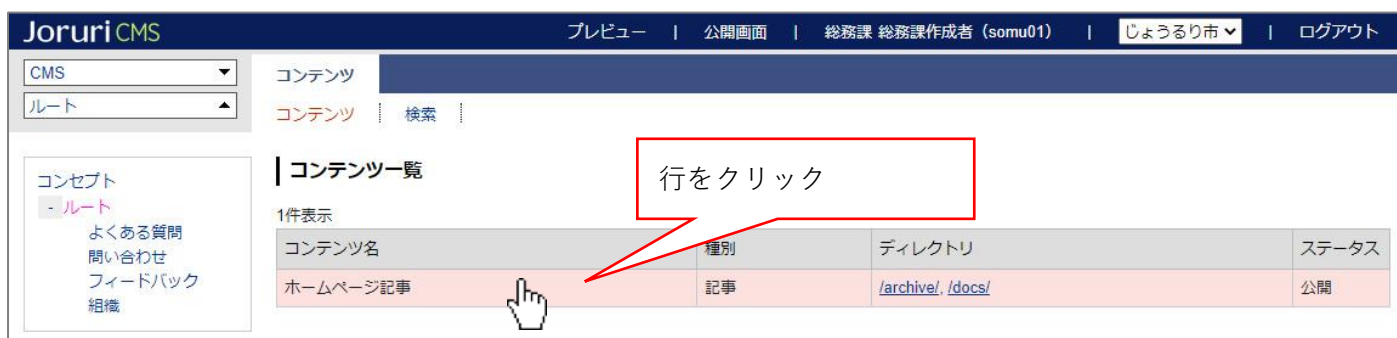 Joruri CMS プレビュー | 公開画面 | 総務課 総務課作成者（somu01） | じょうるり市 | ログアウト
CMS
ルート
コンテンツ
コンテンツ 検索
コンセプト
- ルート
よくある質問
問い合わせ
フィードバック
組織
コンテンツ一覧
行をクリック
1件表示
コンテンツ名 種別 ディレクトリ ステータス
ホームページ記事 記事 /archive/, /docs/ 公開